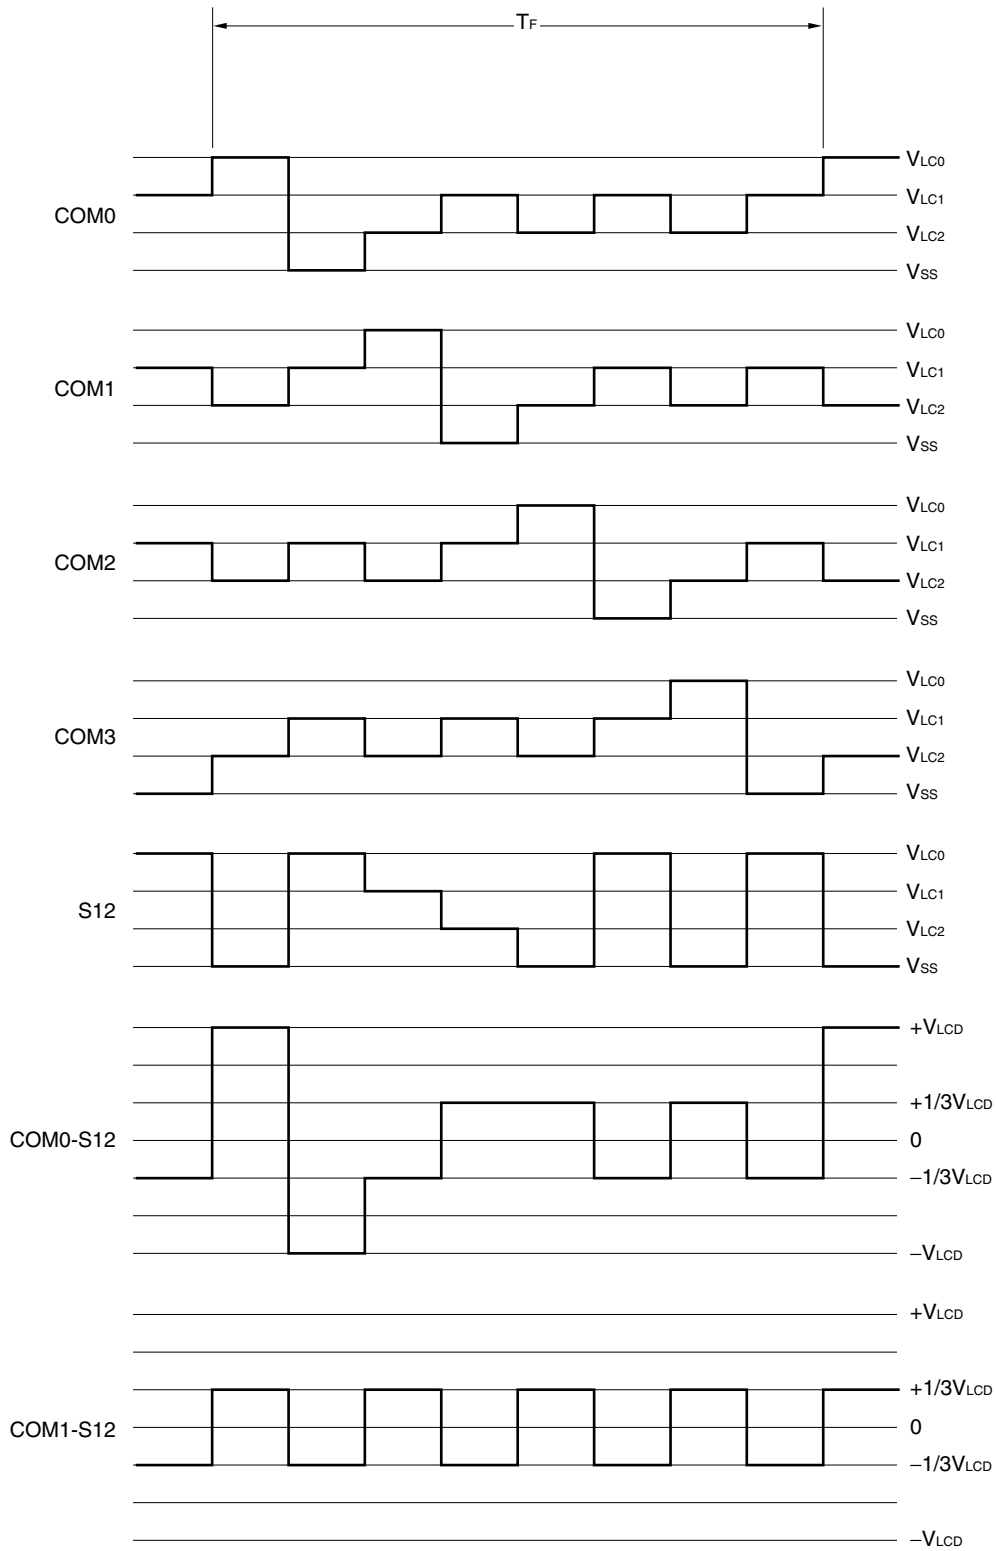 TF
VLC0
VLC1
COM0
VLC2
VSS
VLC0
VLC1
COM1
VLC2
VSS
VLC0
VLC1
COM2
VLC2
VSS
VLC0
VLC1
COM3
VLC2
VSS
VLC0
VLC1
S12
VLC2
VSS
+VLCD
+1/3VLCD
COM0-S12
0
−1/3VLCD
−VLCD
+VLCD
+1/3VLCD
COM1-S12
0
−1/3VLCD
−VLCD